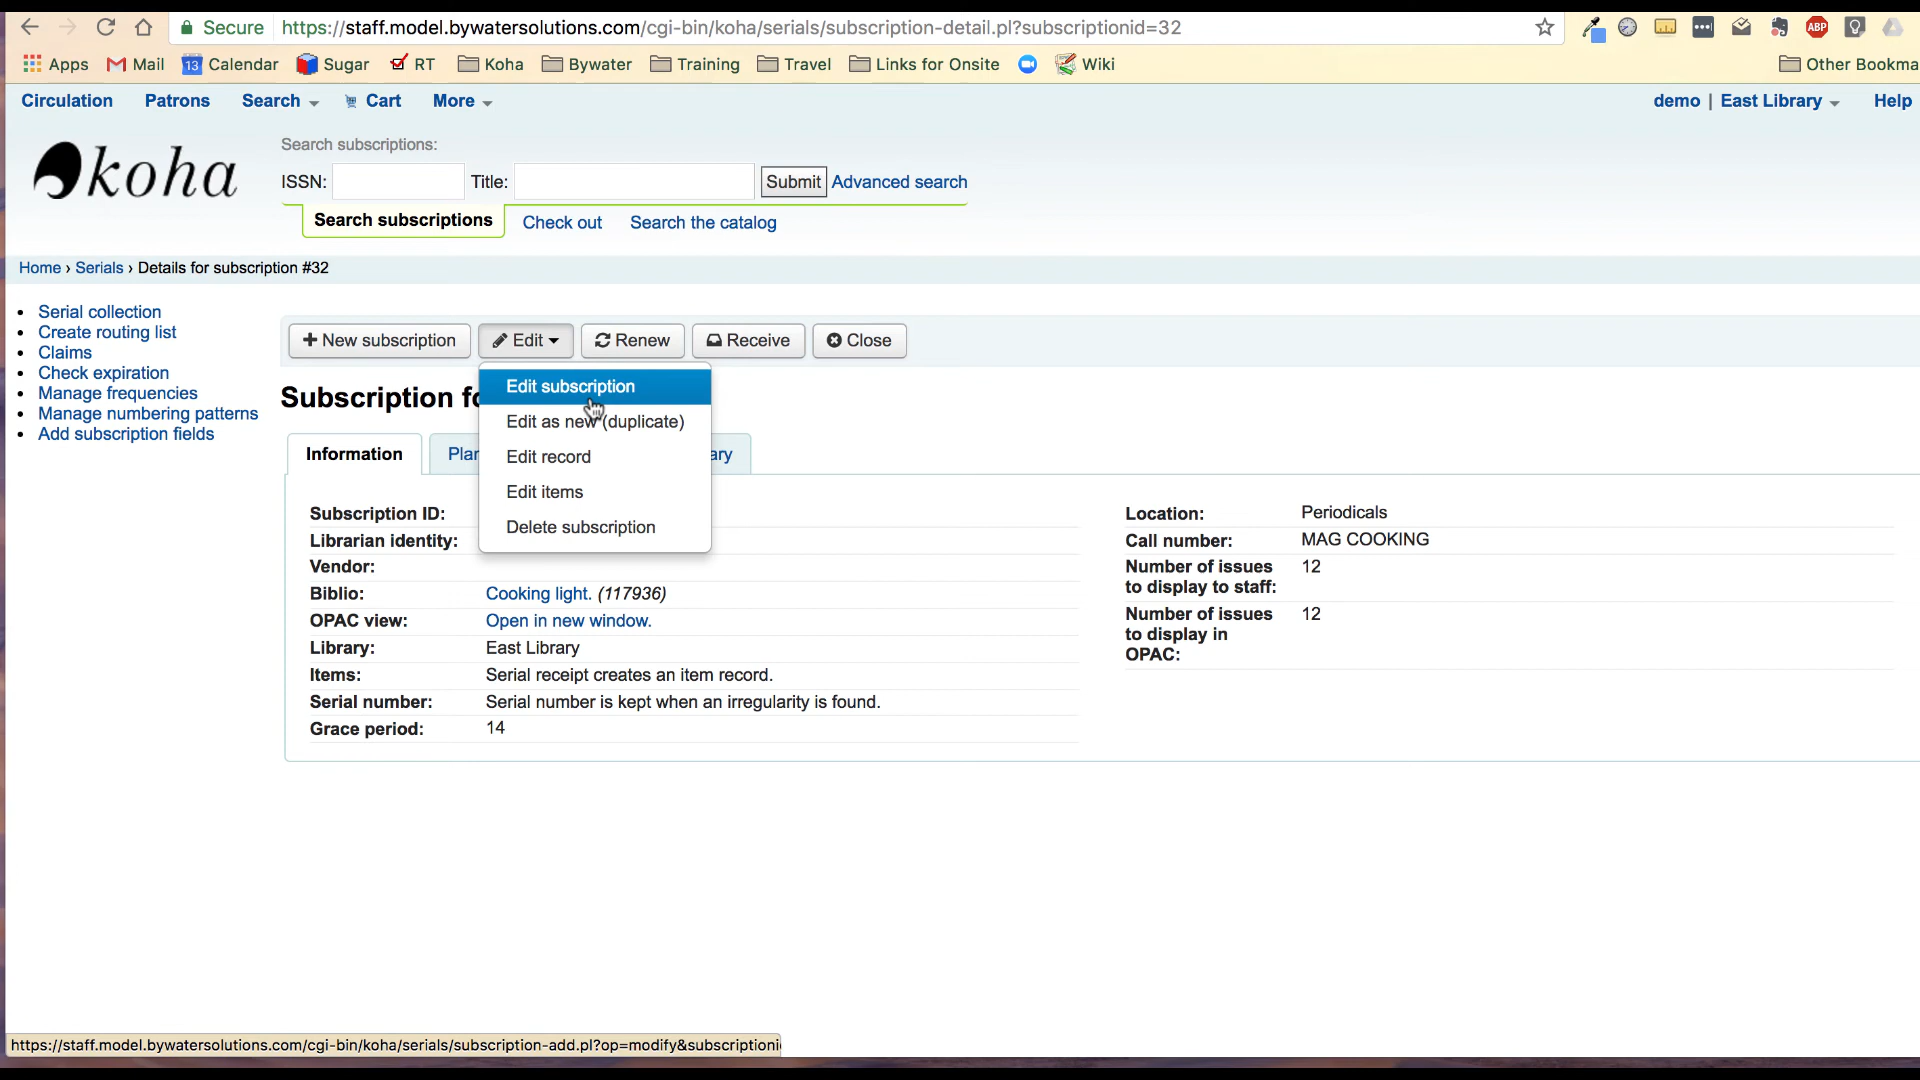 Secure https://staff.model.bywatersolutions.com/cgi-bin/koha/serials/subscription-detail.pl?subscriptionid=32
ABP
Apps Mail 13 Calendar Sugar RT Koha Bywater Training Travel Links for Onsite Wiki Other Bookma
Circulation Patrons Search Cart More demo | East Library Help
koha
Search subscriptions:
ISSN: Title: Submit Advanced search
Search subscriptions Check out Search the catalog
Home › Serials › Details for subscription #32
Serial collection
Create routing list
Claims
Check expiration
Manage frequencies
Manage numbering patterns
Add subscription fields
+ New subscription Edit Renew Receive Close
Subscription fo
Edit subscription
Edit as new (duplicate)
Edit record
Edit items
Delete subscription
Information Plan ary
Subscription ID:
Librarian identity:
Vendor:
Biblio: Cooking light. (117936)
OPAC view: Open in new window.
Library: East Library
Items: Serial receipt creates an item record.
Serial number: Serial number is kept when an irregularity is found.
Grace period: 14
Location: Periodicals
Call number: MAG COOKING
Number of issues 12
to display to staff:
Number of issues 12
to display in
OPAC:
https://staff.model.bywatersolutions.com/cgi-bin/koha/serials/subscription-add.pl?op=modify&subscriptioni